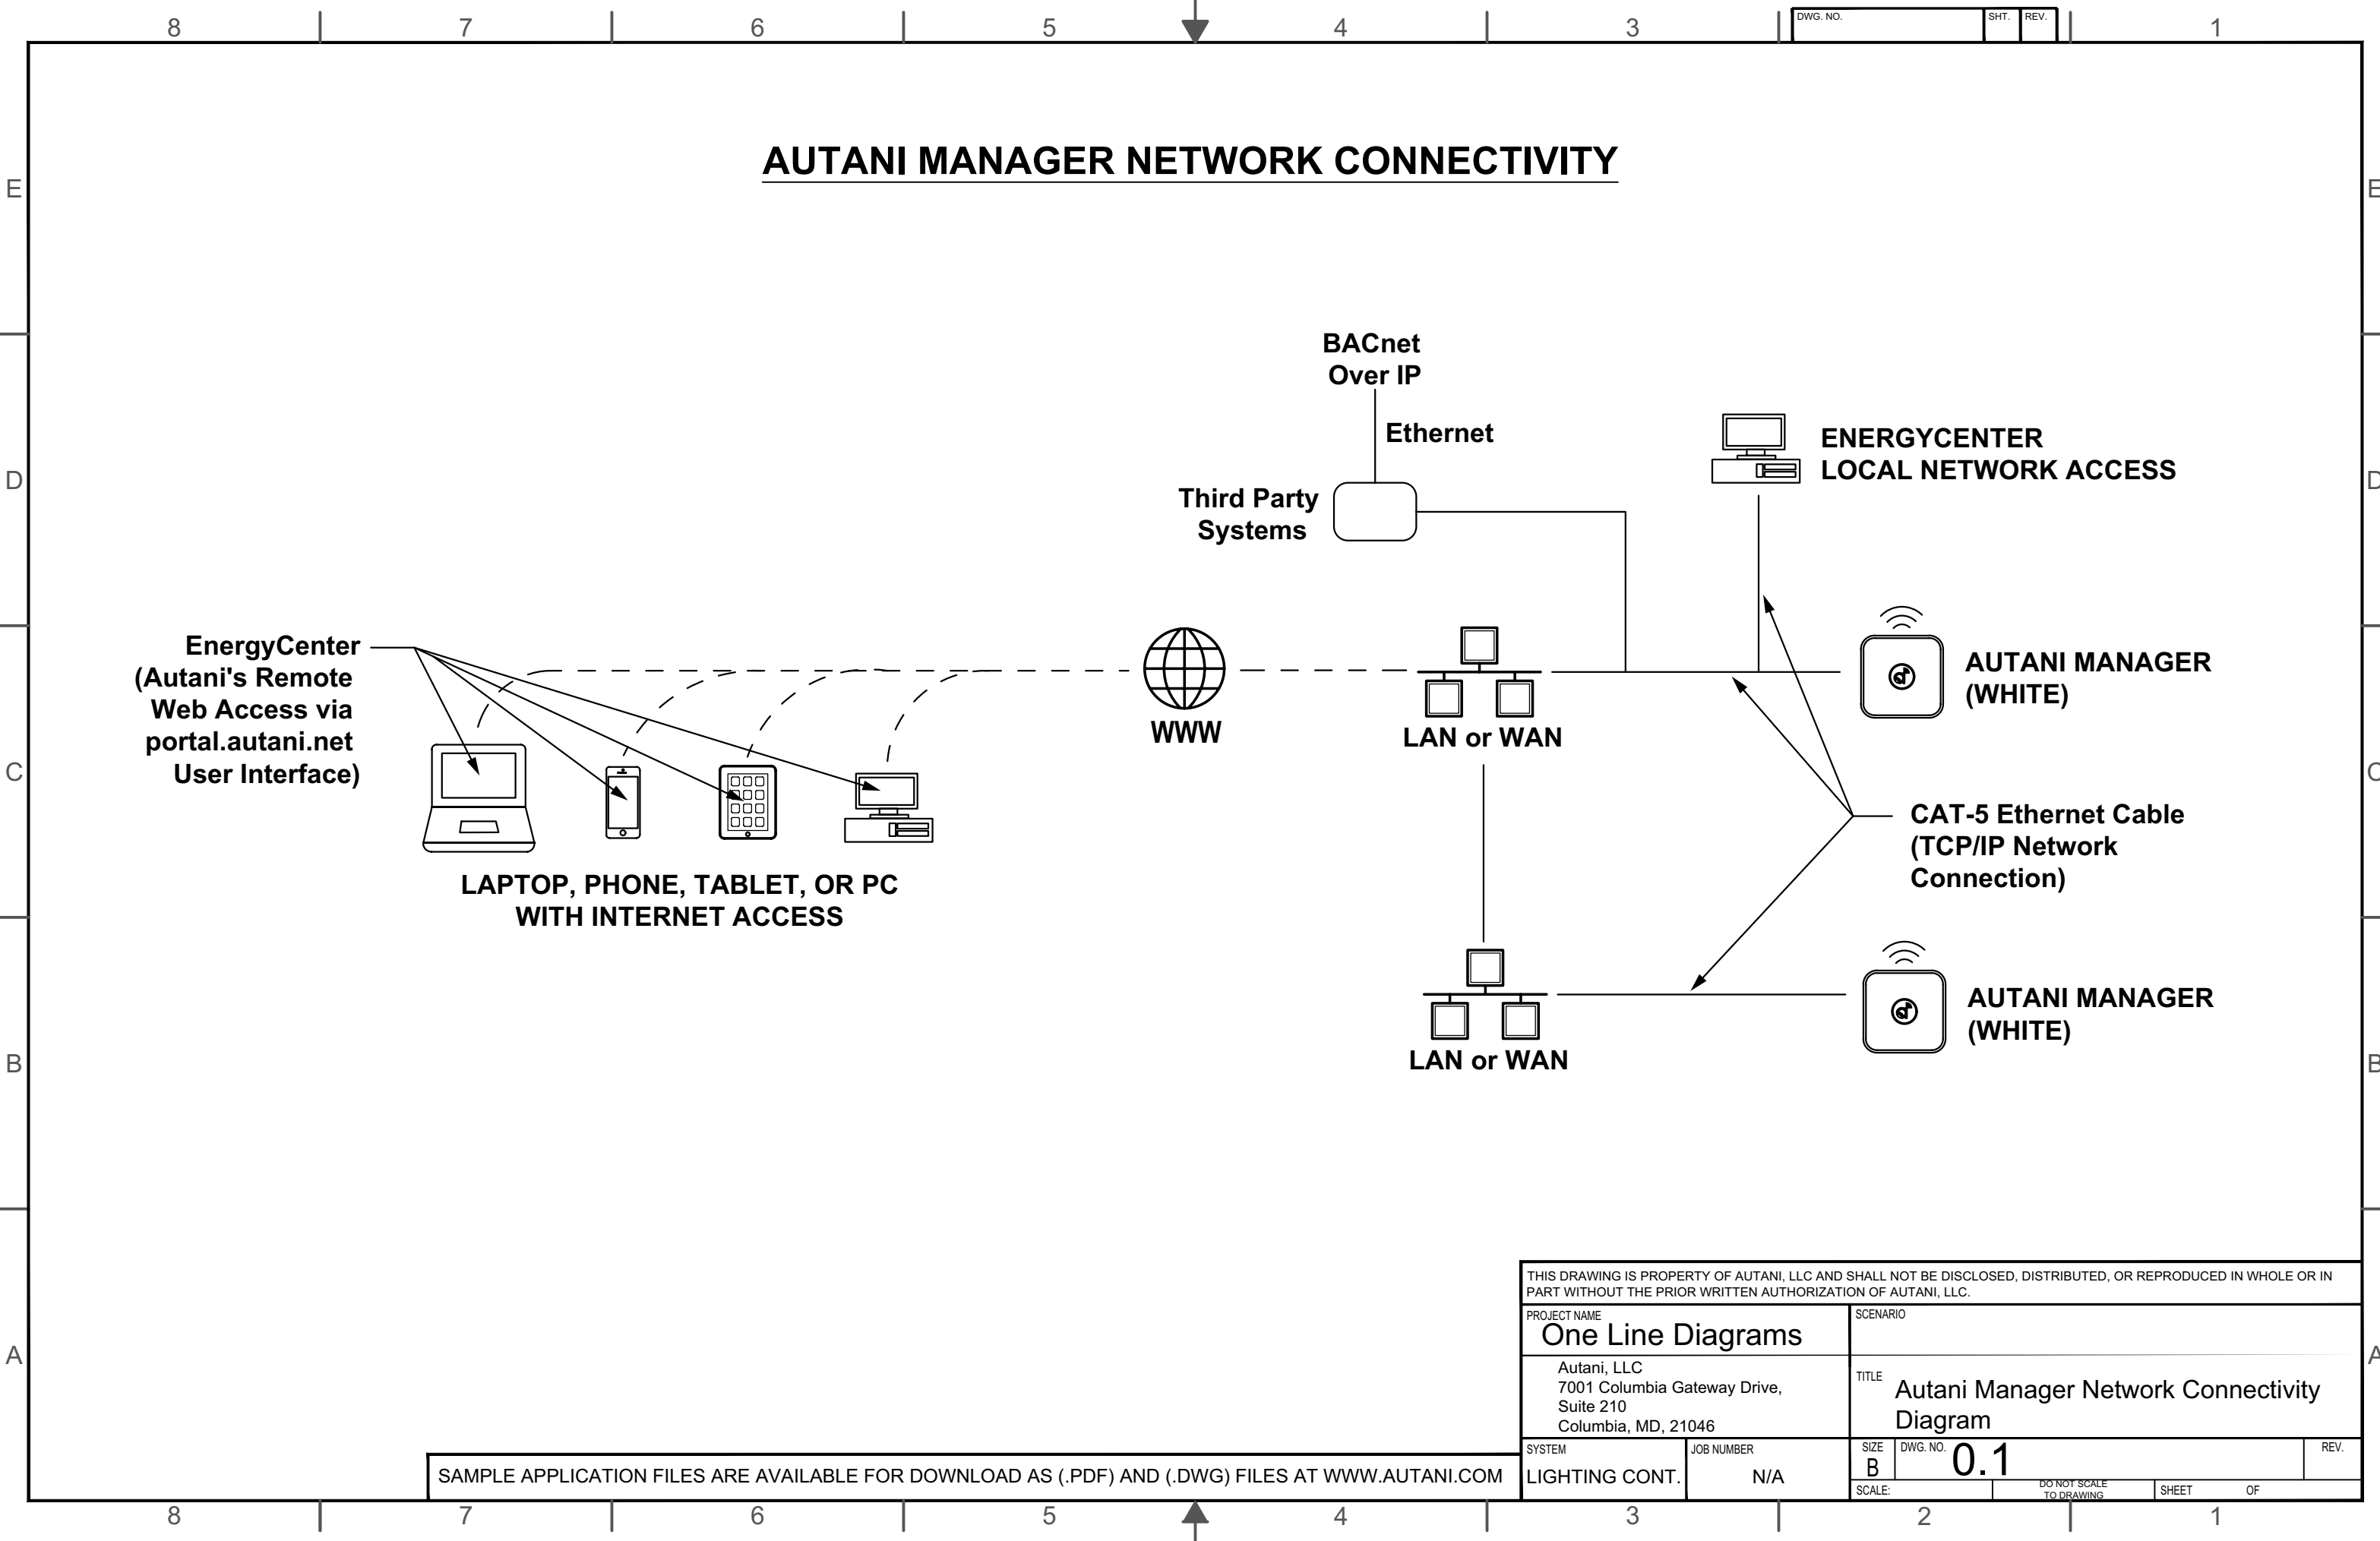 8 7 6 5 4 3 1
DWG. NO. SHT. REV.
AUTANI MANAGER NETWORK CONNECTIVITY
E E
BACnet
Over IP
Ethernet
ENERGYCENTER
LOCAL NETWORK ACCESS
D D
Third Party
Systems
EnergyCenter
(Autani's Remote
Web Access via
portal.autani.net
User Interface)
WWW
LAN or WAN
AUTANI MANAGER
(WHITE)
C C
CAT-5 Ethernet Cable
(TCP/IP Network
Connection)
LAPTOP, PHONE, TABLET, OR PC
WITH INTERNET ACCESS
LAN or WAN
AUTANI MANAGER
(WHITE)
B B
THIS DRAWING IS PROPERTY OF AUTANI, LLC AND SHALL NOT BE DISCLOSED, DISTRIBUTED, OR REPRODUCED IN WHOLE OR IN
PART WITHOUT THE PRIOR WRITTEN AUTHORIZATION OF AUTANI, LLC.
PROJECT NAME
One Line Diagrams
SCENARIO
A A
Autani, LLC
7001 Columbia Gateway Drive,
Suite 210
Columbia, MD, 21046
TITLE
Autani Manager Network Connectivity
Diagram
SYSTEM
LIGHTING CONT.
JOB NUMBER
N/A
SIZE
B
DWG. NO. 0.1
REV.
SCALE:
DO NOT SCALE
TO DRAWING
SHEET OF
SAMPLE APPLICATION FILES ARE AVAILABLE FOR DOWNLOAD AS (.PDF) AND (.DWG) FILES AT WWW.AUTANI.COM
8 7 6 5 4 3 2 1